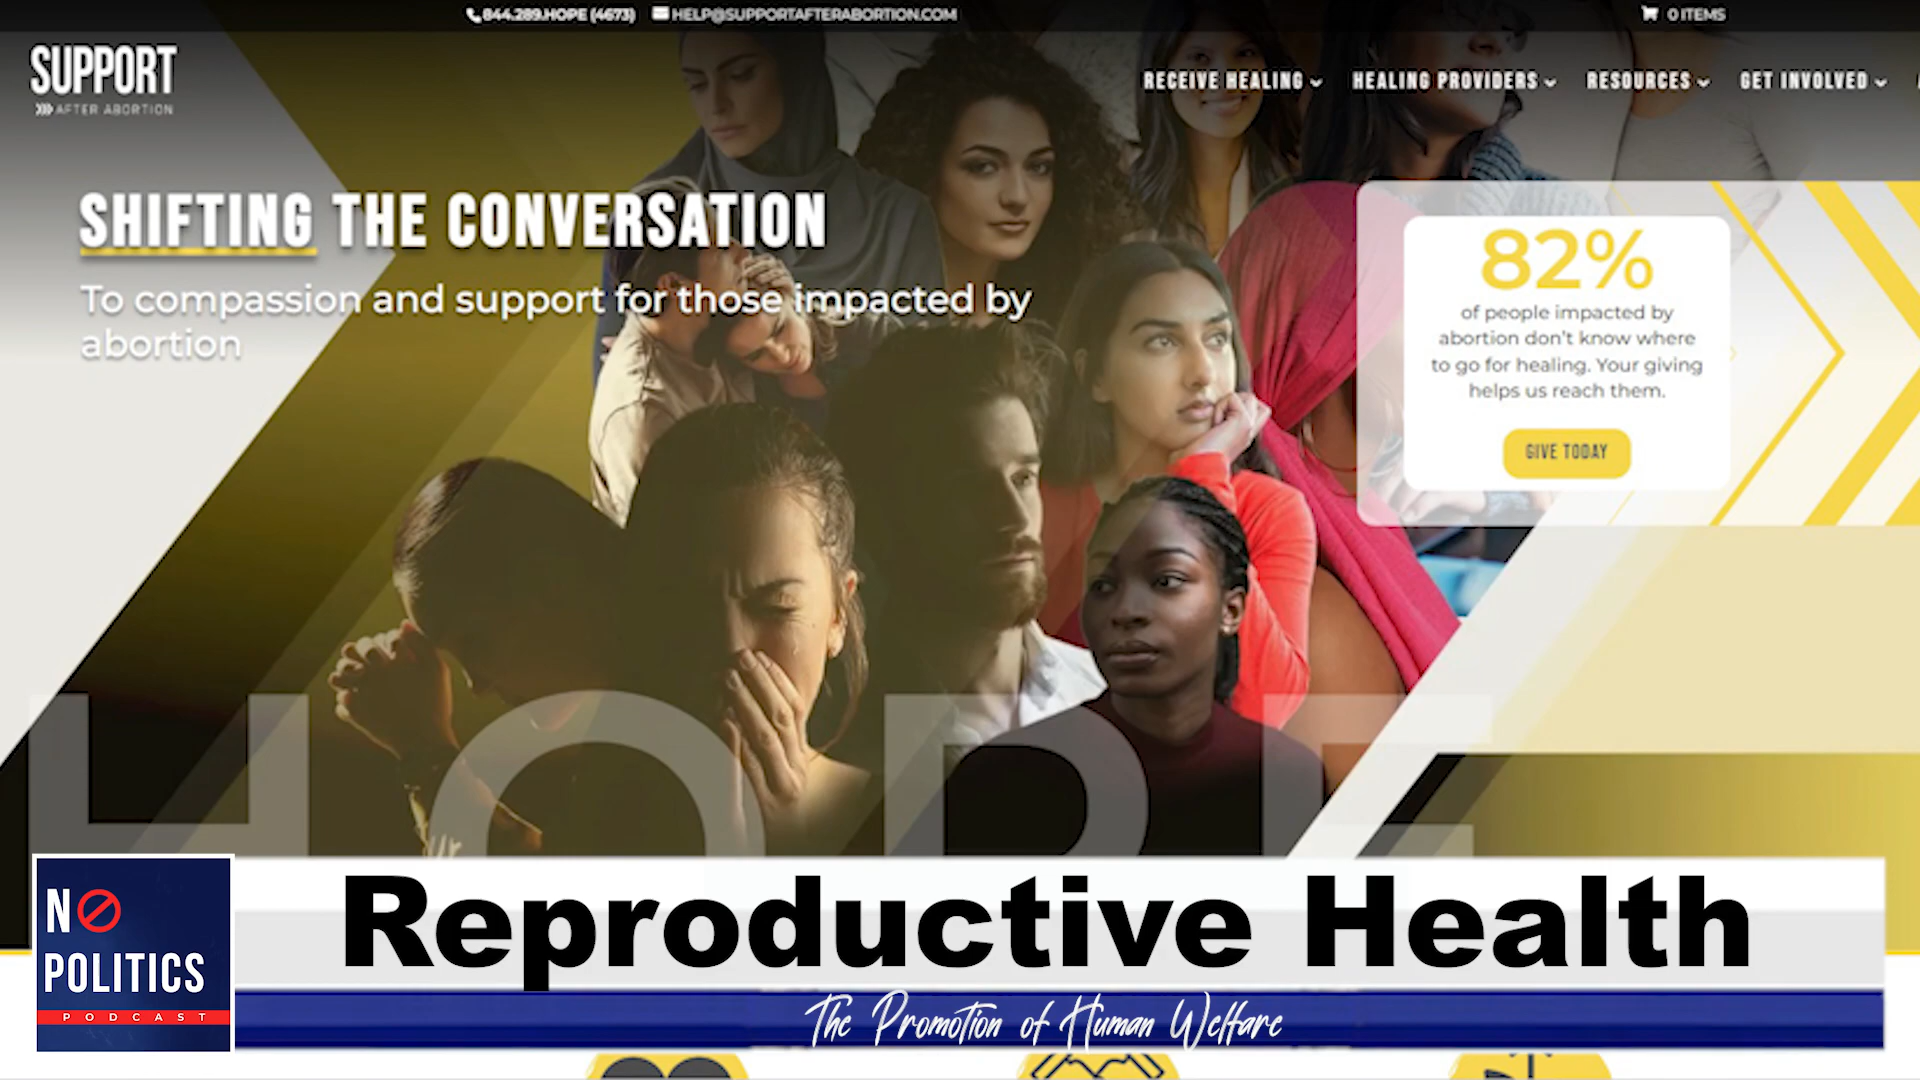 844.289.HOPE (4673) HELP@SUPPORTAFTERABORTION.COM 0 ITEMS
SUPPORT
AFTER ABORTION
RECEIVE HEALING HEALING PROVIDERS RESOURCES GET INVOLVED
SHIFTING THE CONVERSATION
To compassion and support for those impacted by
abortion
82%
of people impacted by
abortion don't know where
to go for healing. Your giving
helps us reach them.
GIVE TODAY
HOPE
NO
POLITICS
PODCAST
Reproductive Health
The Promotion of Human Welfare